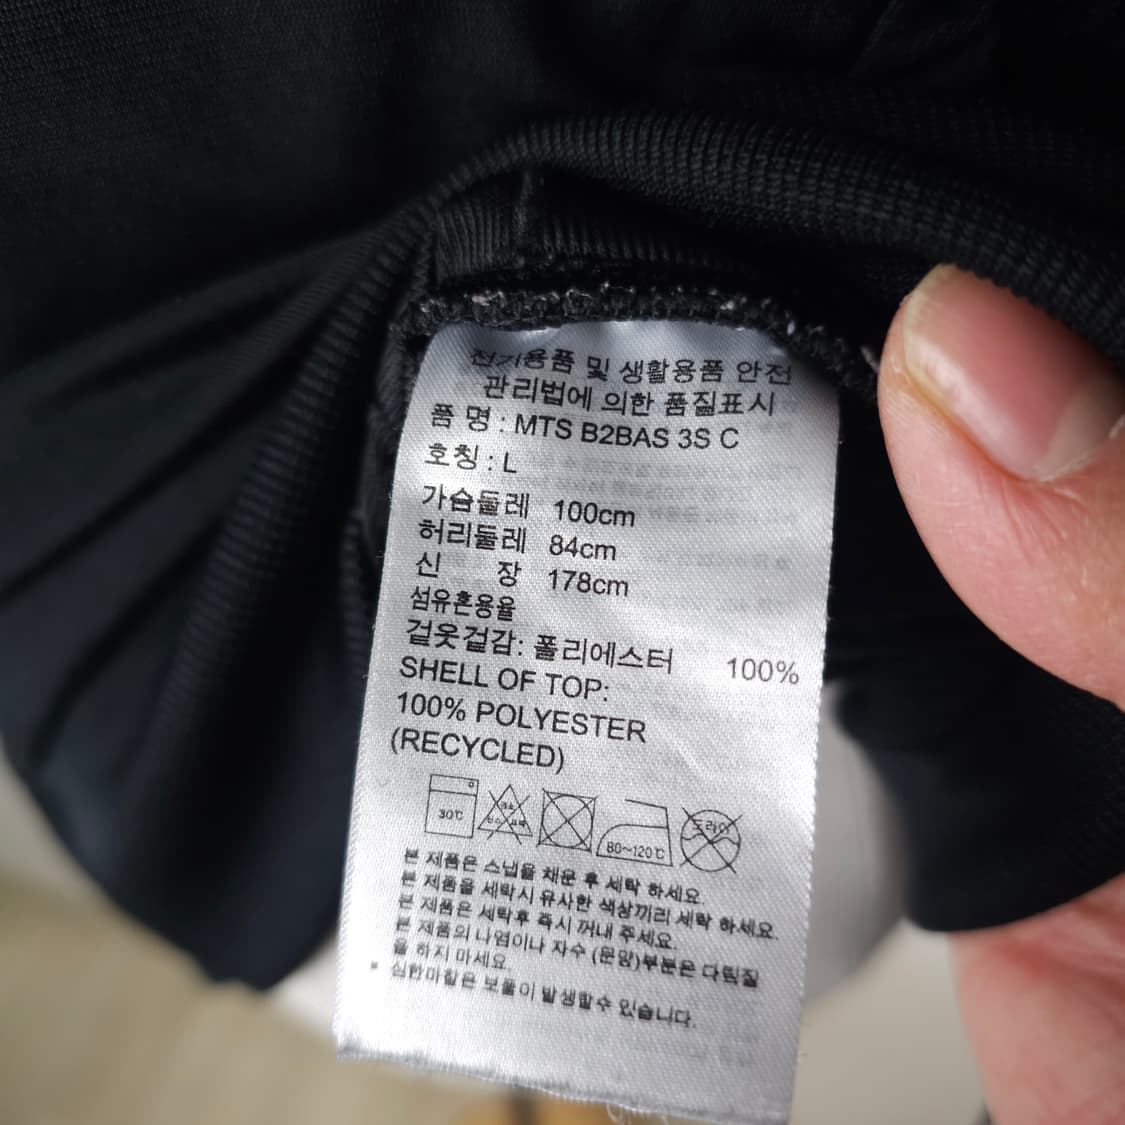 전기용품 및 생활용품 안전
관리법에 의한 품질표시
품 명 : MTS B2BAS 3S C
호칭 : L
가슴둘레 100cm
허리둘레 84cm
신 장 178cm
섬유혼용율
겉옷겉감: 폴리에스터 100%
SHELL OF TOP:
100% POLYESTER
(RECYCLED)
30℃
80~120℃
드라이
본 제품은 스냅을 채운 후 세탁 하세요.
본 제품을 세탁시 유사한 색상끼리 세탁 하세요.
본 제품은 세탁후 즉시 꺼내 주세요.
본 제품의 나염이나 자수 (문양)부분은 다림질
을 하지 마세요.
* 심한마찰은 보풀이 발생할수 있습니다.